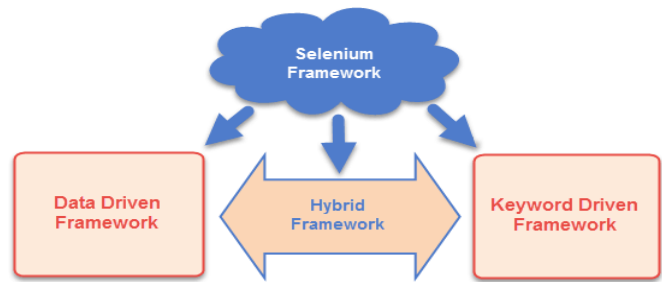 Selenium
Framework
Data Driven
Framework
Hybrid
Framework
Keyword Driven
Framework